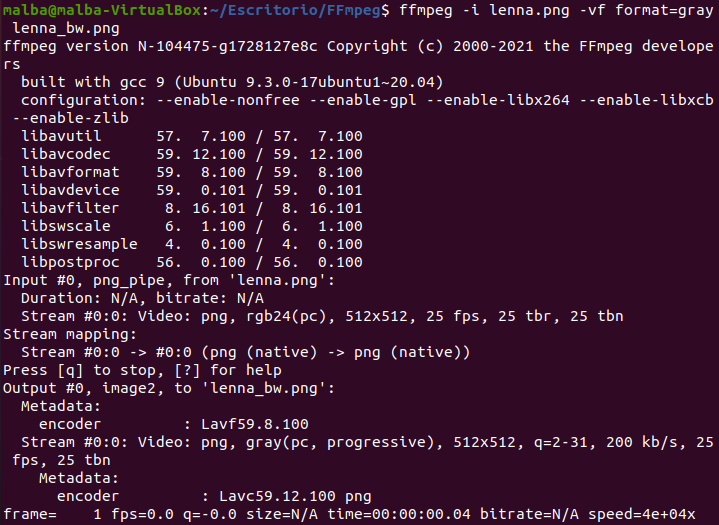 malba@malba-VirtualBox:~/Escritorio/FFmpeg$ ffmpeg -i lenna.png -vf format=gray
 lenna_bw.png
ffmpeg version N-104475-g1728127e8c Copyright (c) 2000-2021 the FFmpeg develope
rs
  built with gcc 9 (Ubuntu 9.3.0-17ubuntu1~20.04)
  configuration: --enable-nonfree --enable-gpl --enable-libx264 --enable-libxcb
 --enable-zlib
  libavutil      57.  7.100 / 57.  7.100
  libavcodec     59. 12.100 / 59. 12.100
  libavformat    59.  8.100 / 59.  8.100
  libavdevice    59.  0.101 / 59.  0.101
  libavfilter     8. 16.101 /  8. 16.101
  libswscale      6.  1.100 /  6.  1.100
  libswresample   4.  0.100 /  4.  0.100
  libpostproc    56.  0.100 / 56.  0.100
Input #0, png_pipe, from 'lenna.png':
  Duration: N/A, bitrate: N/A
  Stream #0:0: Video: png, rgb24(pc), 512x512, 25 fps, 25 tbr, 25 tbn
Stream mapping:
  Stream #0:0 -> #0:0 (png (native) -> png (native))
Press [q] to stop, [?] for help
Output #0, image2, to 'lenna_bw.png':
  Metadata:
    encoder         : Lavf59.8.100
  Stream #0:0: Video: png, gray(pc, progressive), 512x512, q=2-31, 200 kb/s, 25
 fps, 25 tbn
    Metadata:
      encoder         : Lavc59.12.100 png
frame=    1 fps=0.0 q=-0.0 size=N/A time=00:00:00.04 bitrate=N/A speed=4e+04x